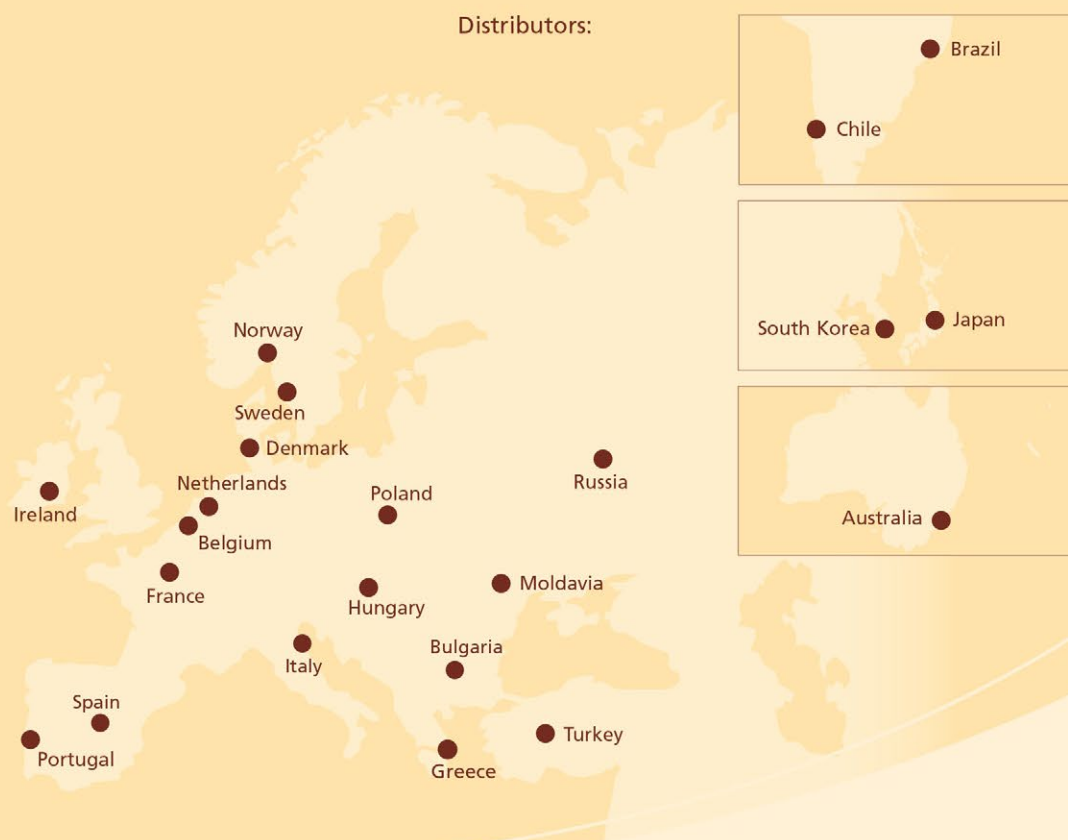 Distributors:
Brazil
Chile
South Korea
Japan
Australia
Norway
Sweden
Denmark
Netherlands
Ireland
Belgium
Poland
Russia
France
Hungary
Moldavia
Italy
Bulgaria
Spain
Portugal
Turkey
Greece